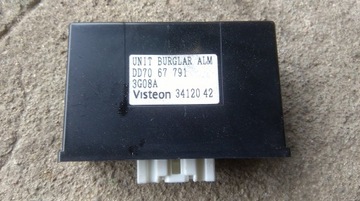 UNIT BURGLAR ALM
DD70 67 791
3G08A
Visteon 34120 42